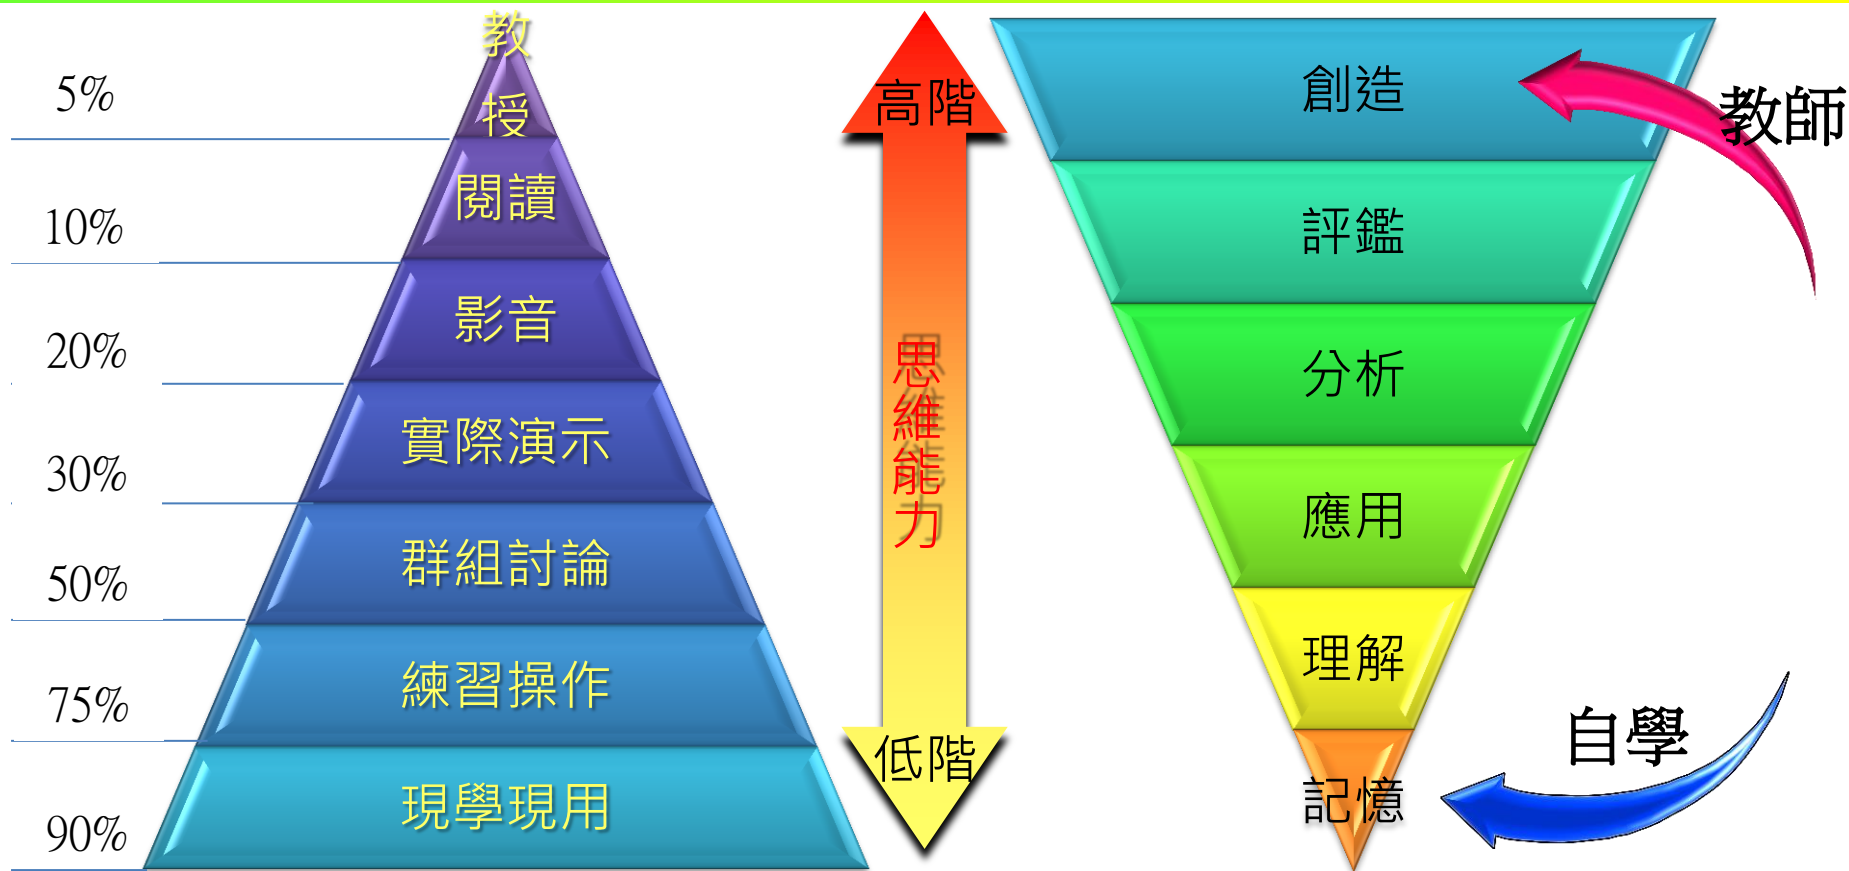 5%
10%
20%
30%
50%
75%
90%
教
授
閱讀
影音
實際演示
群組討論
練習操作
現學現用
高階
思維能力
低階
創造
評鑑
分析
應用
理解
記憶
教師
自學